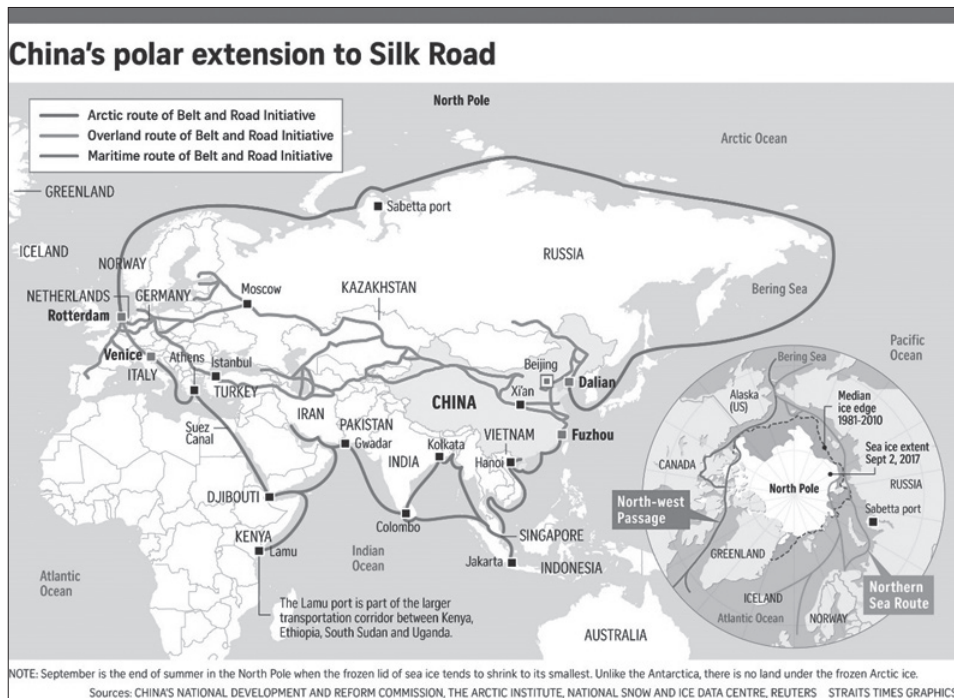 China's polar extension to Silk Road
Arctic route of Belt and Road Initiative
Overland route of Belt and Road Initiative
Maritime route of Belt and Road Initiative
North Pole
Arctic Ocean
GREENLAND
Sabetta port
ICELAND
NORWAY
RUSSIA
NETHERLANDS
GERMANY
Moscow
KAZAKHSTAN
Bering Sea
Rotterdam
Pacific
Ocean
Venice
Athens
Istanbul
Beijing
Dalian
ITALY
TURKEY
Xi'an
CHINA
IRAN
PAKISTAN
Suez
Canal
Gwadar
Kolkata
VIETNAM
Fuzhou
INDIA
Hanoi
DJIBOUTI
Colombo
KENYA
Lamu
SINGAPORE
Indian
Ocean
Jakarta
INDONESIA
Atlantic
Ocean
The Lamu port is part of the larger
transportation corridor between Kenya,
Ethiopia, South Sudan and Uganda.
AUSTRALIA
Bering Sea
Alaska
(US)
Median
ice edge
1981-2010
Sea ice extent
Sept 2, 2017
CANADA
North Pole
RUSSIA
North-west
Passage
Sabetta port
GREENLAND
Northern
Sea Route
ICELAND
Atlantic Ocean
NORWAY
NOTE: September is the end of summer in the North Pole when the frozen lid of sea ice tends to shrink to its smallest. Unlike the Antarctica, there is no land under the frozen Arctic ice.
Sources: CHINA'S NATIONAL DEVELOPMENT AND REFORM COMMISSION, THE ARCTIC INSTITUTE, NATIONAL SNOW AND ICE DATA CENTRE, REUTERS STRAITS TIMES GRAPHICS